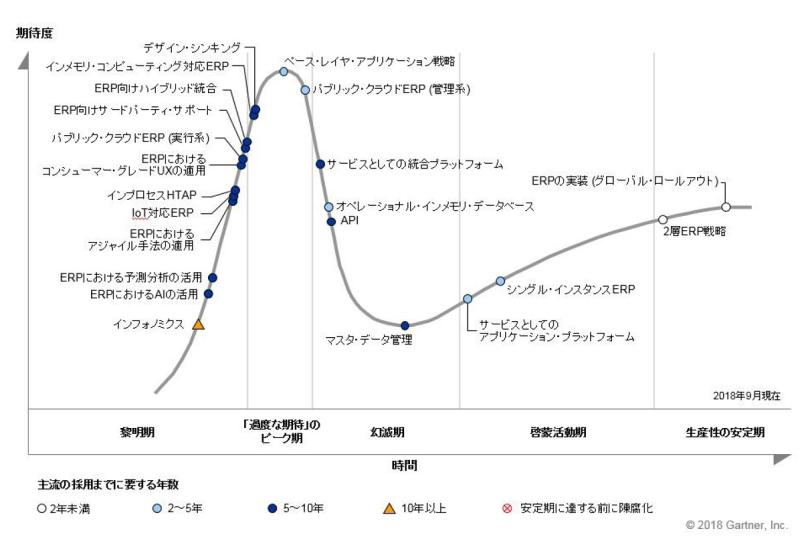 期待度
デザイン・シンキング
インメモリ・コンピューティング対応ERP
ERP向けハイブリッド統合
ERP向けサードパーティ・サポート
パブリック・クラウドERP (実行系)
ERPにおける
コンシューマー・グレードUXの適用
インプロセスHTAP
IoT対応ERP
ERPにおける
アジャイル手法の適用
ERPにおける予測分析の活用
ERPにおけるAIの活用
インフォノミクス
ペース・レイヤ・アプリケーション戦略
パブリック・クラウドERP (管理系)
サービスとしての統合プラットフォーム
オペレーショナル・インメモリ・データベース
API
マスタ・データ管理
サービスとしての
アプリケーション・プラットフォーム
シングル・インスタンスERP
ERPの実装 (グローバル・ロールアウト)
2層ERP戦略
2018年9月現在
黎明期
「過度な期待」の
ピーク期
幻滅期
啓蒙活動期
生産性の安定期
時間
主流の採用までに要する年数
2年未満
2～5年
5～10年
10年以上
安定期に達する前に陳腐化
© 2018 Gartner, Inc.